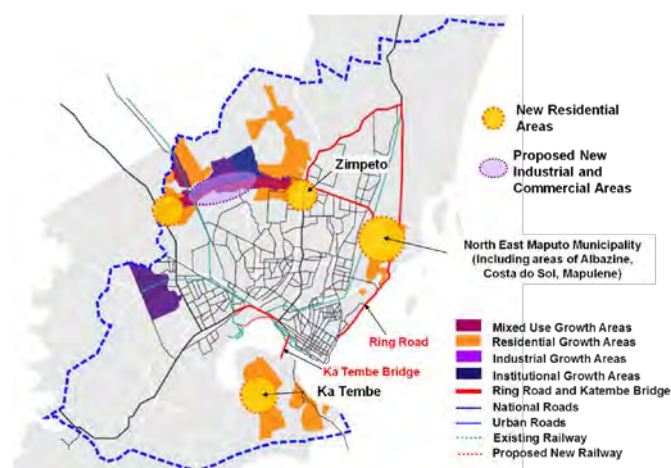 New Residential
Areas
Zimpeto
Proposed New
Industrial and
Commercial Areas
North East Maputo Municipality
(Including areas of Albazine,
Costa do Sol, Mapulene)
Ring Road
Ka Tembe Bridge
Ka Tembe
Mixed Use Growth Areas
Residential Growth Areas
Industrial Growth Areas
Institutional Growth Areas
Ring Road and Katembe Bridge
National Roads
Urban Roads
Existing Railway
Proposed New Railway